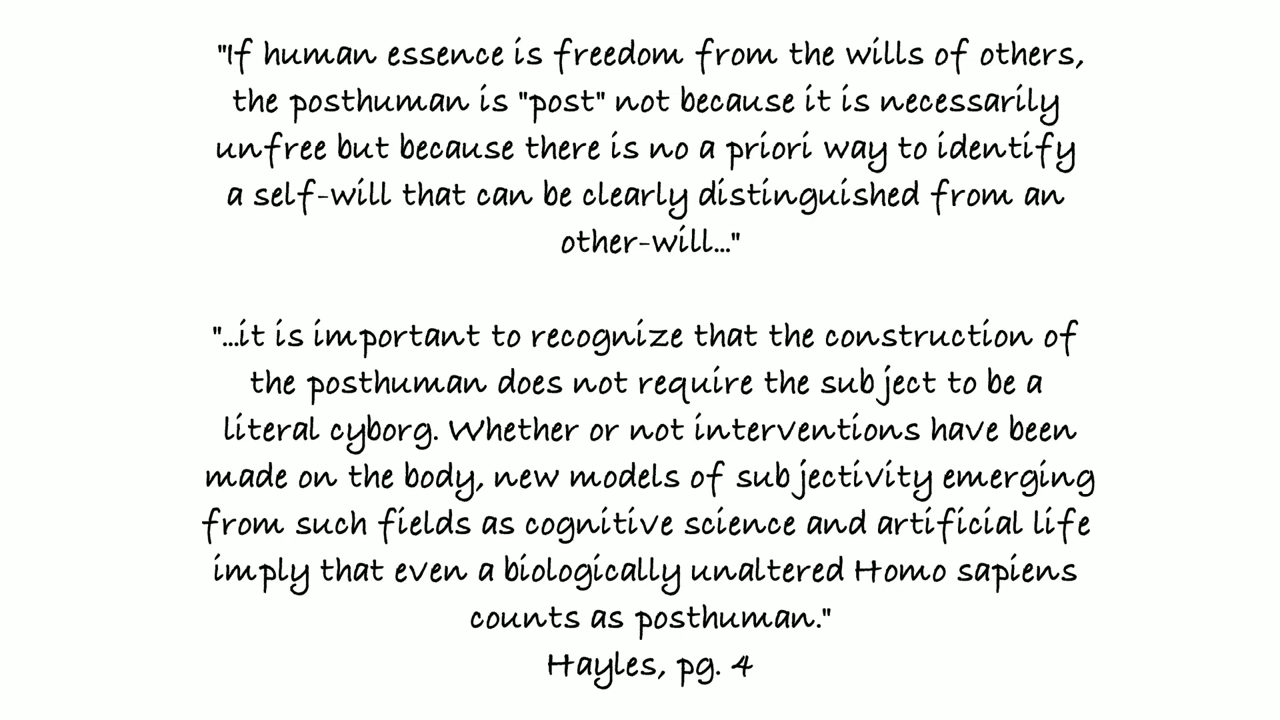 "If human essence is freedom from the wills of others,
the posthuman is "post" not because it is necessarily
unfree but because there is no a priori way to identify
a self-will that can be clearly distinguished from an
other-will..."
"...it is important to recognize that the construction of
the posthuman does not require the subject to be a
literal cyborg. Whether or not interventions have been
made on the body, new models of subjectivity emerging
from such fields as cognitive science and artificial life
imply that even a biologically unaltered Homo sapiens
counts as posthuman."
Hayles, pg. 4